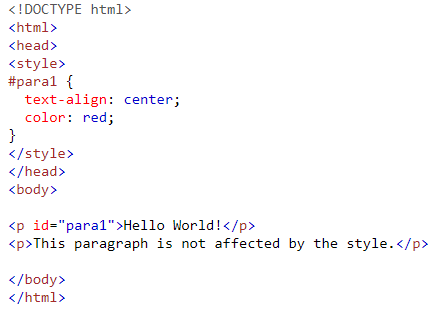 <!DOCTYPE html>
<html>
<head>
<style>
#para1 {
  text-align: center;
  color: red;
}
</style>
</head>
<body>

<p id="para1">Hello World!</p>
<p>This paragraph is not affected by the style.</p>

</body>
</html>